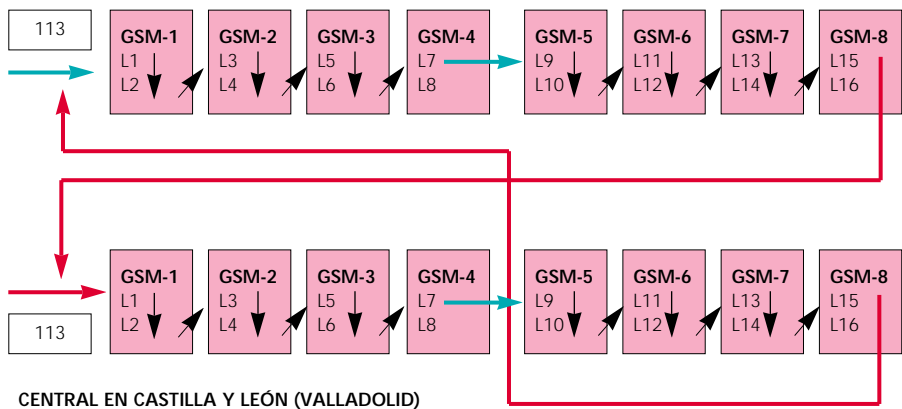 113
GSM-1
L1
L2
GSM-2
L3
L4
GSM-3
L5
L6
GSM-4
L7
L8
GSM-5
L9
L10
GSM-6
L11
L12
GSM-7
L13
L14
GSM-8
L15
L16
GSM-1
L1
L2
GSM-2
L3
L4
GSM-3
L5
L6
GSM-4
L7
L8
GSM-5
L9
L10
GSM-6
L11
L12
GSM-7
L13
L14
GSM-8
L15
L16
113
CENTRAL EN CASTILLA Y LEÓN (VALLADOLID)